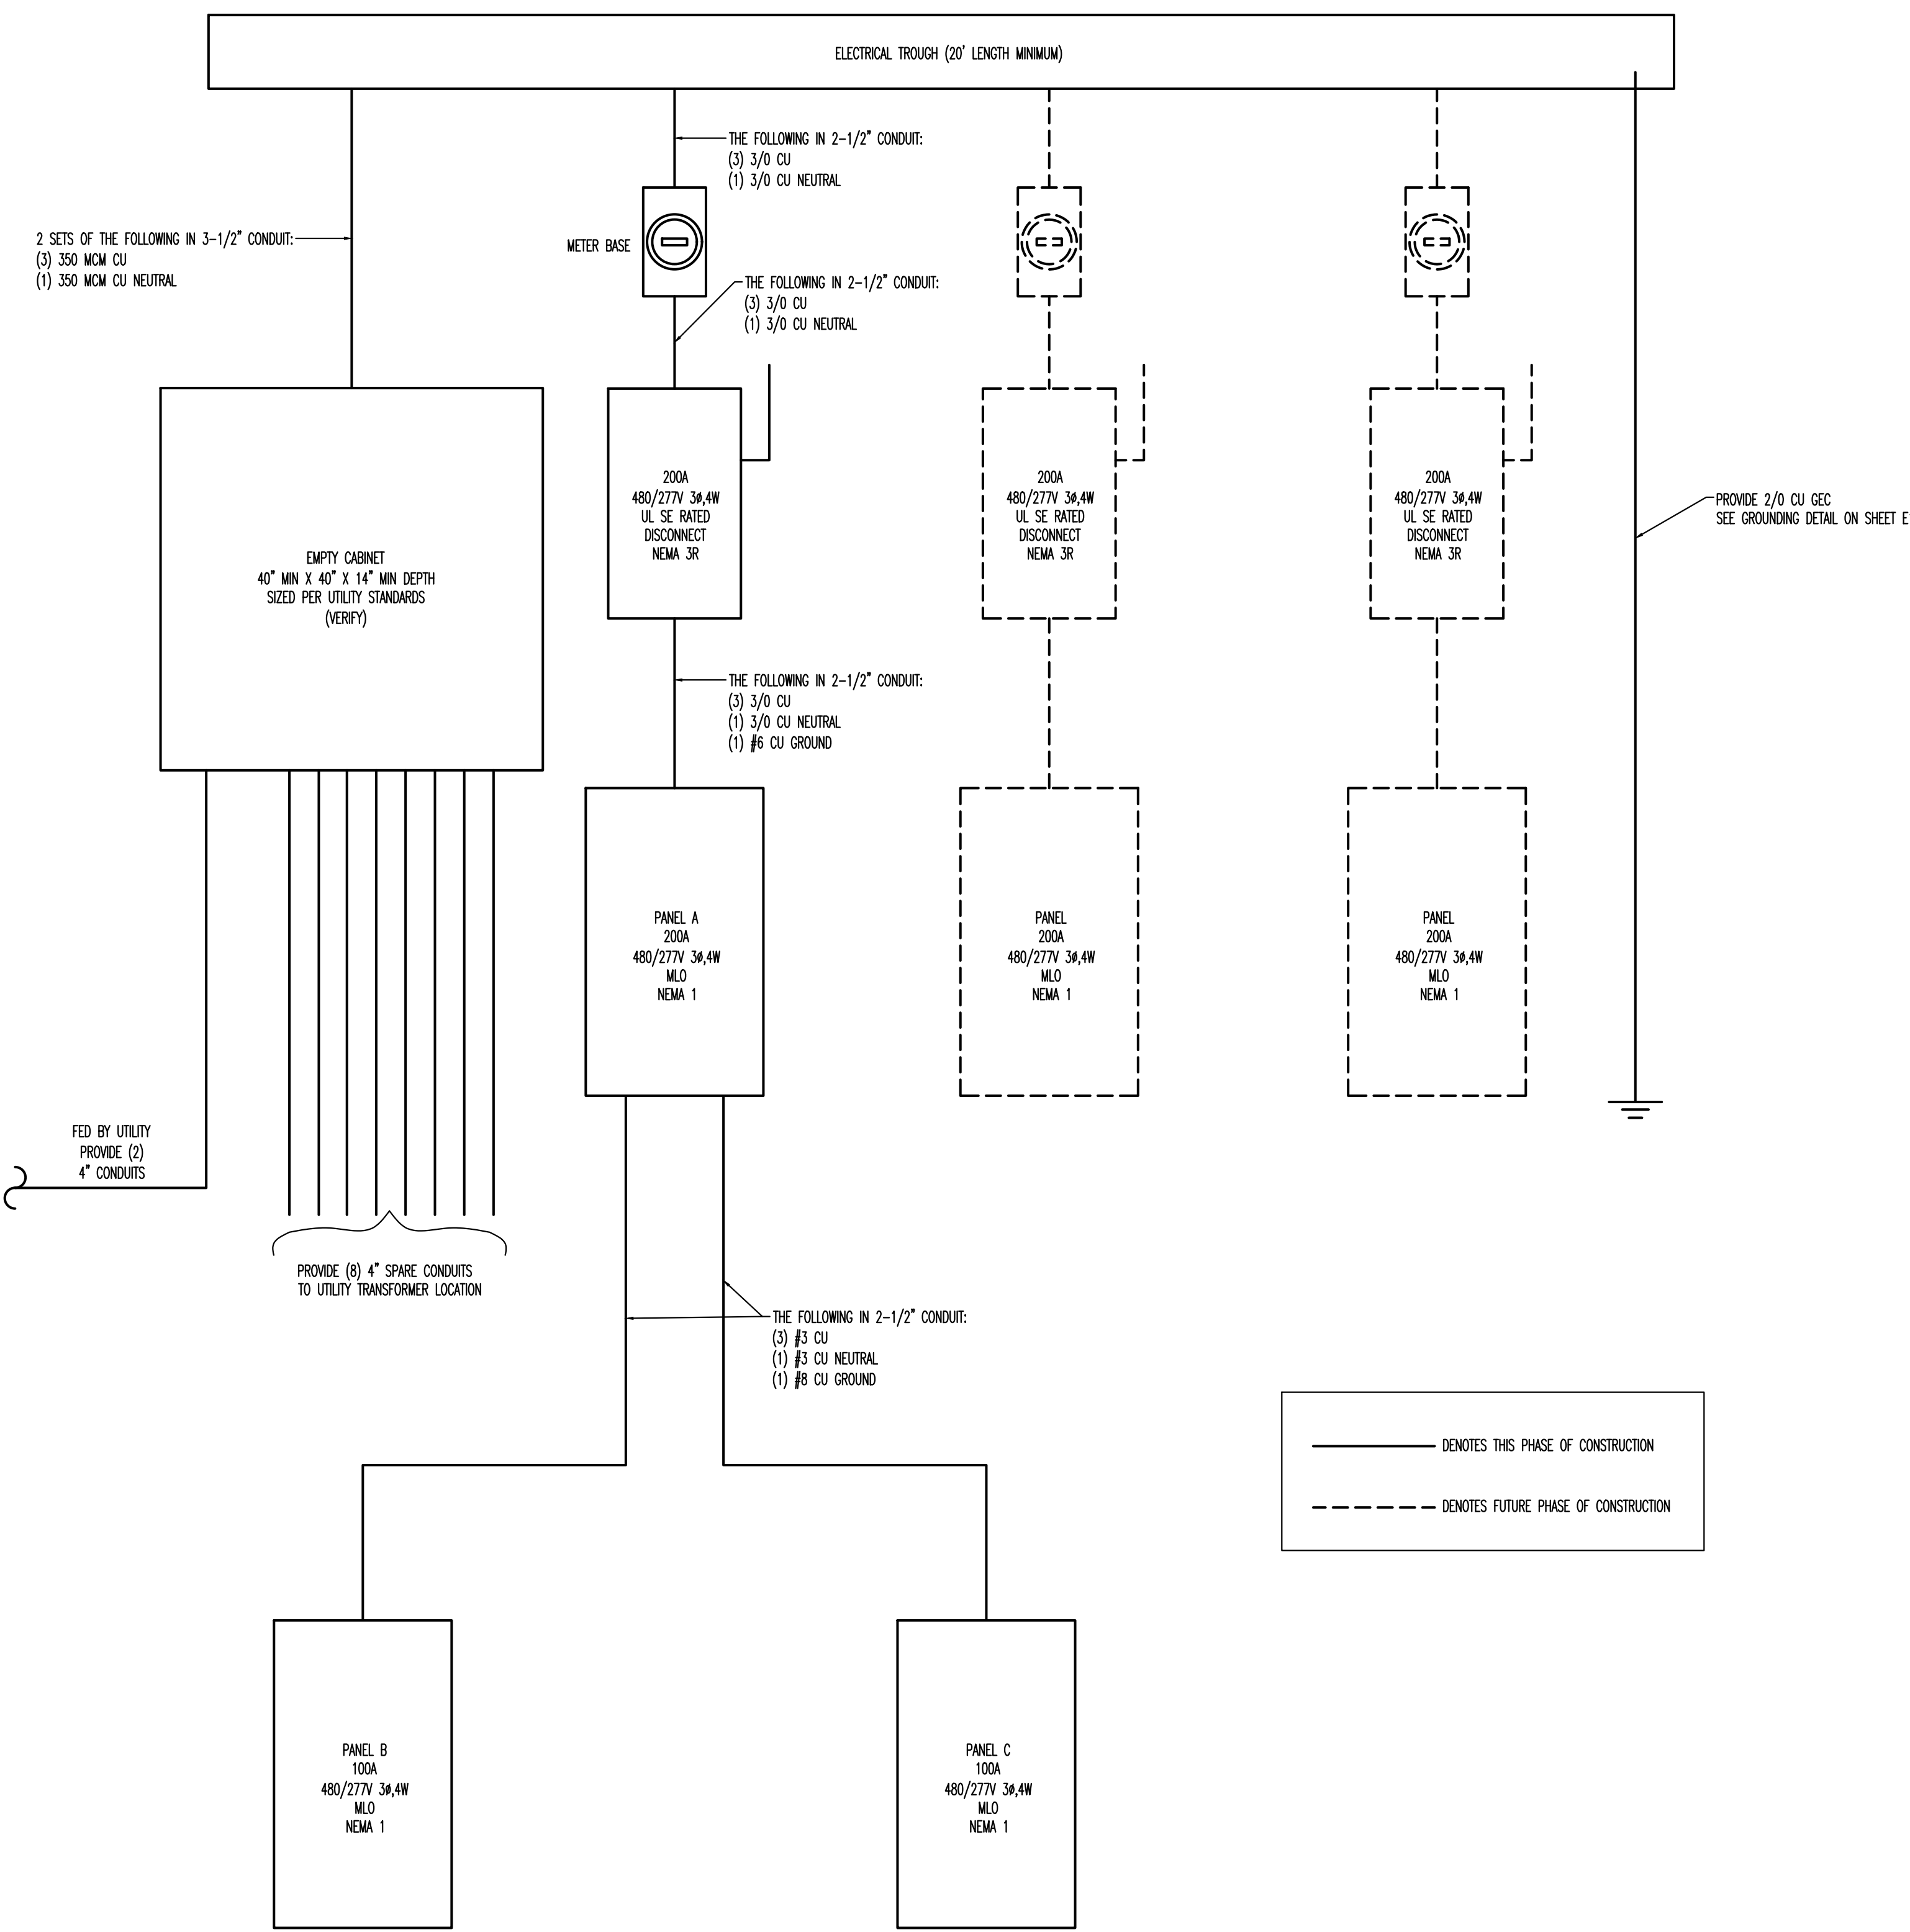 ELECTRICAL TROUGH (20' LENGTH MINIMUM)
THE FOLLOWING IN 2-1/2" CONDUIT:
(3) 3/0 CU
(1) 3/0 CU NEUTRAL
2 SETS OF THE FOLLOWING IN 3-1/2" CONDUIT:
(3) 350 MCM CU
(1) 350 MCM CU NEUTRAL
METER BASE
THE FOLLOWING IN 2-1/2" CONDUIT:
(3) 3/0 CU
(1) 3/0 CU NEUTRAL
EMPTY CABINET
40" MIN X 40" X 14" MIN DEPTH
SIZED PER UTILITY STANDARDS
(VERIFY)
200A
480/277V 3ø,4W
UL SE RATED
DISCONNECT
NEMA 3R
200A
480/277V 3ø,4W
UL SE RATED
DISCONNECT
NEMA 3R
200A
480/277V 3ø,4W
UL SE RATED
DISCONNECT
NEMA 3R
PROVIDE 2/0 CU GEC
SEE GROUNDING DETAIL ON SHEET E
THE FOLLOWING IN 2-1/2" CONDUIT:
(3) 3/0 CU
(1) 3/0 CU NEUTRAL
(1) #6 CU GROUND
PANEL A
200A
480/277V 3ø,4W
MLO
NEMA 1
PANEL
200A
480/277V 3ø,4W
MLO
NEMA 1
PANEL
200A
480/277V 3ø,4W
MLO
NEMA 1
FED BY UTILITY
PROVIDE (2)
4" CONDUITS
PROVIDE (8) 4" SPARE CONDUITS
TO UTILITY TRANSFORMER LOCATION
THE FOLLOWING IN 2-1/2" CONDUIT:
(3) #3 CU
(1) #3 CU NEUTRAL
(1) #8 CU GROUND
DENOTES THIS PHASE OF CONSTRUCTION
DENOTES FUTURE PHASE OF CONSTRUCTION
PANEL B
100A
480/277V 3ø,4W
MLO
NEMA 1
PANEL C
100A
480/277V 3ø,4W
MLO
NEMA 1